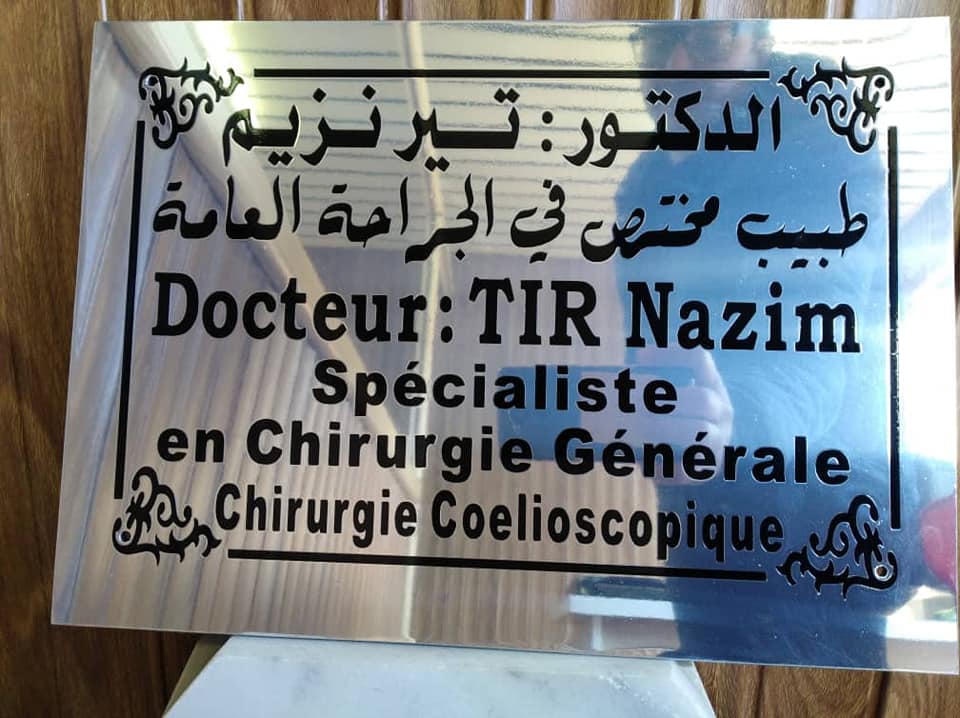 الدكتور: تير نزيم
طبيب مختص في الجراحة العامة
Docteur: TIR Nazim
Spécialiste
en Chirurgie Générale
Chirurgie Coelioscopique